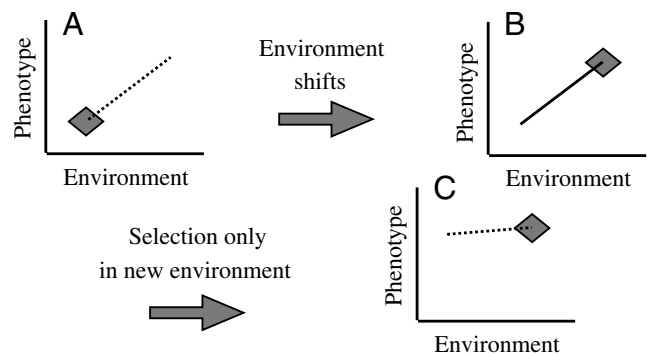 A
Phenotype
Environment
Environment
shifts
B
Phenotype
Environment
Selection only
in new environment
C
Phenotype
Environment